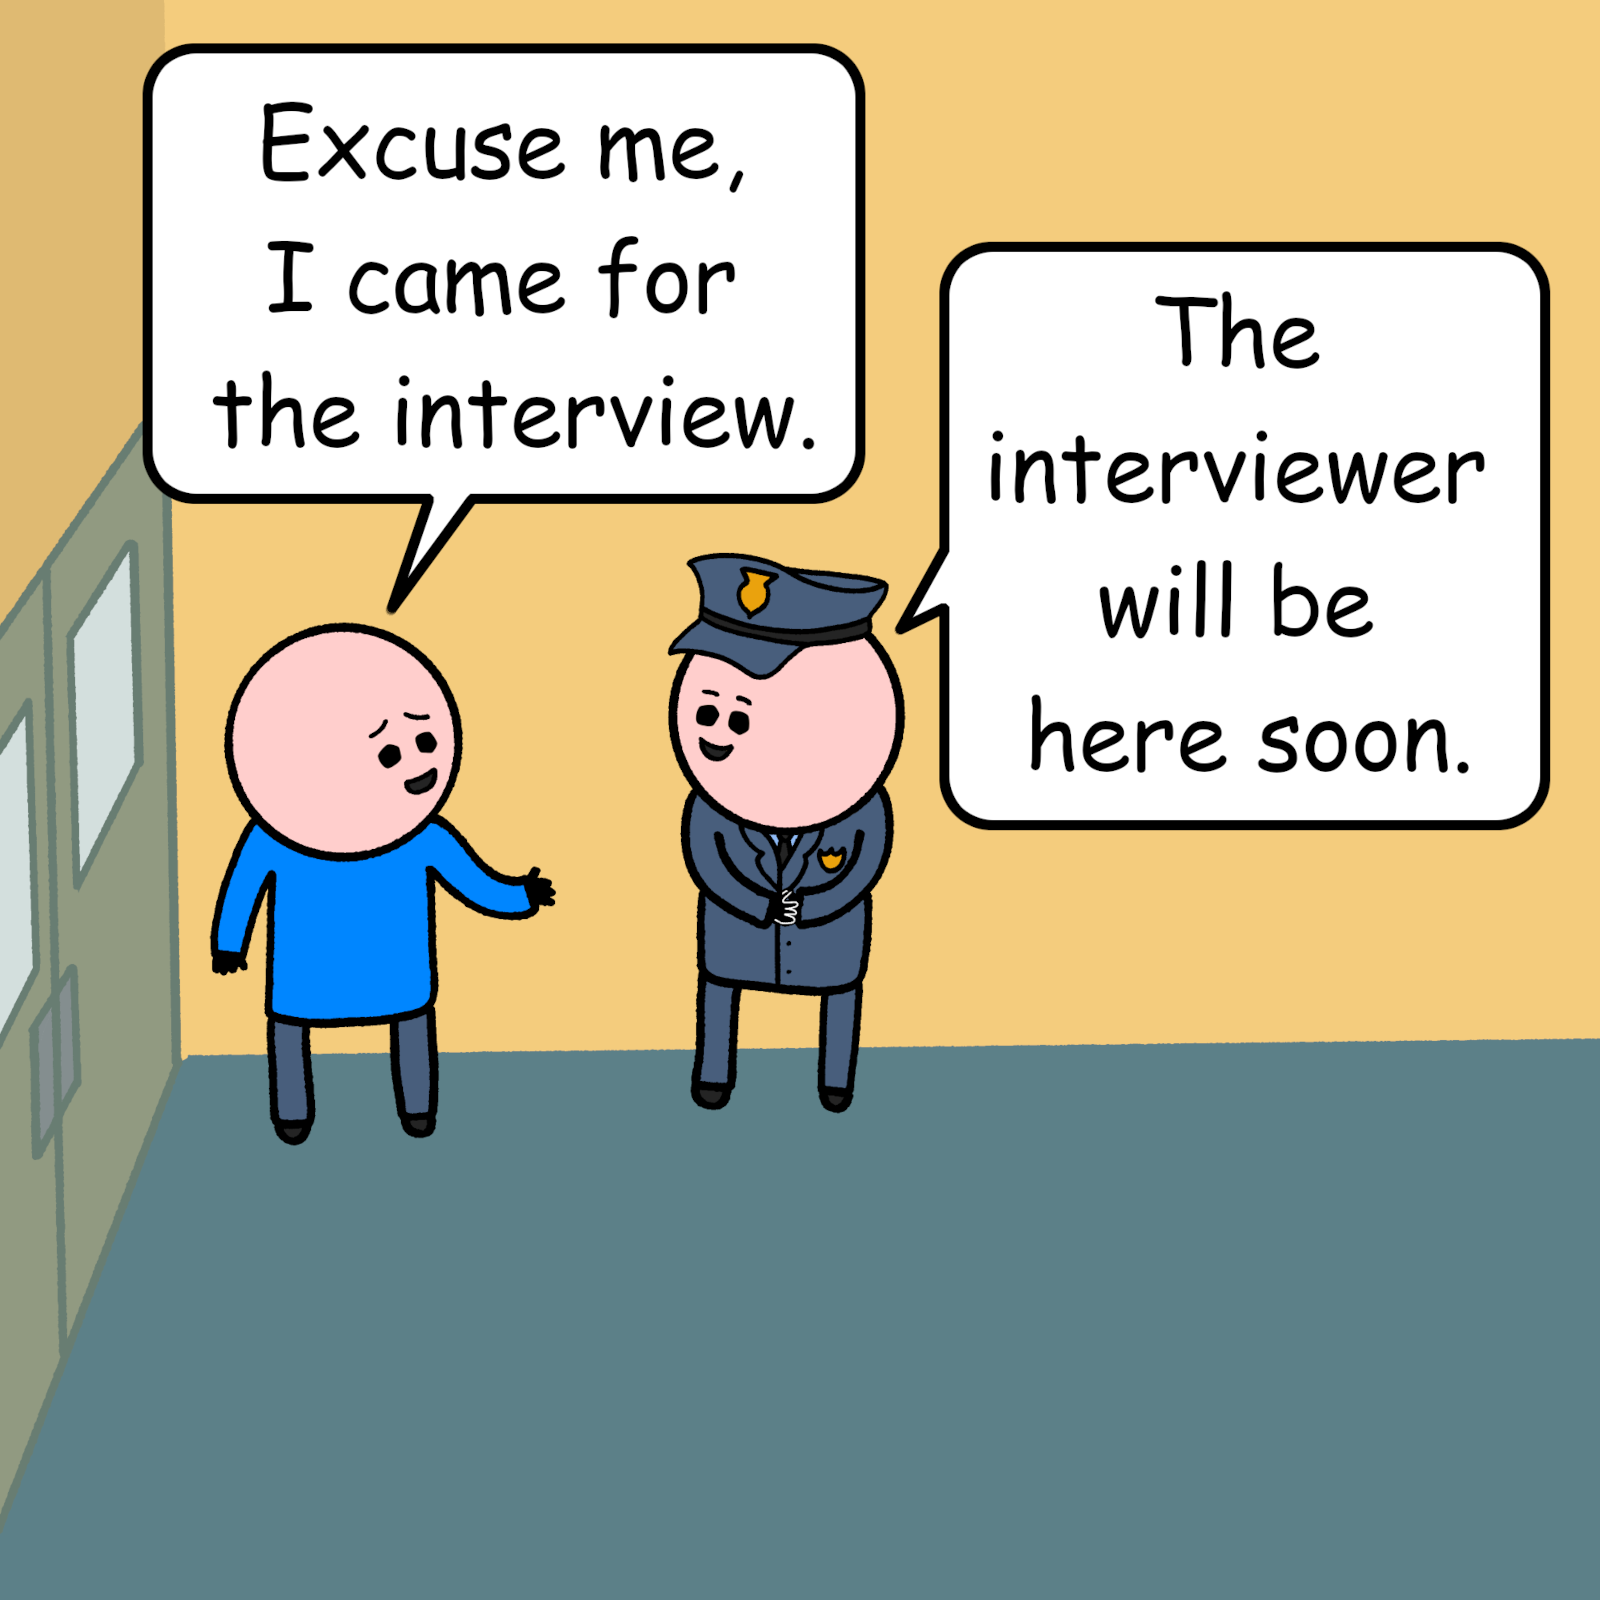 Excuse me,
I came for
the interview.
The
interviewer
will be
here soon.